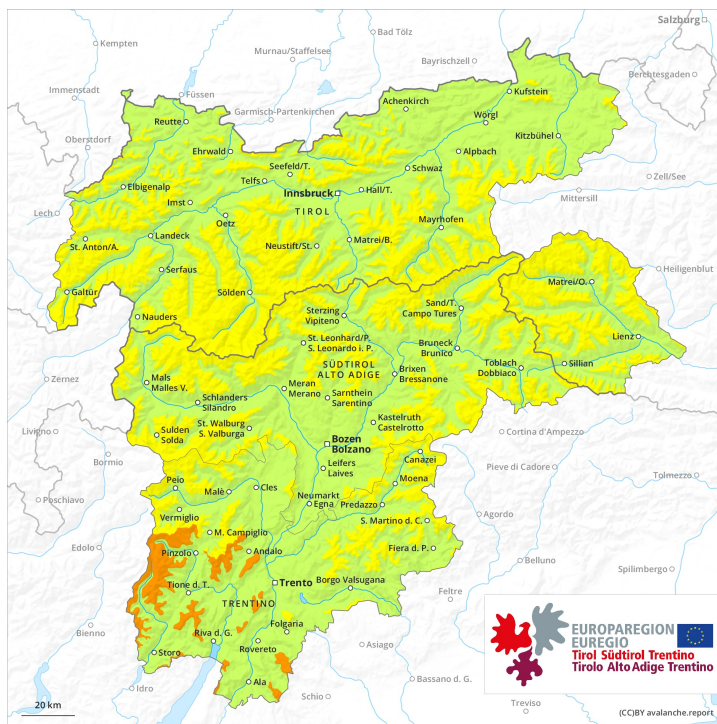 Salzburg
Kempten
Bad Tölz
Murnau/Staffelsee
Bayrischzell
Berchtesgaden
Immenstadt
Füssen
Garmisch-Partenkirchen
Achenkirch
Kufstein
Reutte
Wörgl
Oberstdorf
Kitzbühel
Ehrwald
Alpbach
Seefeld/T.
Schwaz
Telfs
Zell/See
Elbigenalp
Innsbruck
Hall/T.
Mittersill
Imst
Lech
TIROL
Oetz
Mayrhofen
St. Anton/A.
Landeck
Neustift/St.
Matrei/B.
Heiligenblut
Serfaus
Matrei/O.
Galtür
Sölden
Sand/T.
Campo Tures
Nauders
Sterzing
Vipiteno
Lienz
St. Leonhard/P.
S. Leonardo i. P.
Bruneck
Brunico
Toblach
Dobbiaco
Sillian
SÜDTIROL
ALTO ADIGE
Brixen
Bressanone
Zernez
Mals
Malles V.
Meran
Merano
Sarnthein
Sarentino
Schlanders
Silandro
St. Walburg
S. Valburga
Kastelruth
Castelrotto
Livigno
Sulden
Solda
Bozen
Bolzano
Cortina d'Ampezzo
Bormio
Canazei
Leifers
Laives
Pieve di Cadore
Tolmezzo
Peio
Moena
Poschiavo
Malè
Cles
Neumarkt
Egna
Predazzo
Vermiglio
Agordo
S. Martino d. C.
M. Campiglio
Edolo
Pinzolo
Andalo
Fiera d. P.
Belluno
Spilimbergo
Tione d. T.
Trento
Borgo Valsugana
Feltre
TRENTINO
Bienno
Folgaria
Riva d. G.
Rovereto
Asiago
Storo
Idro
Ala
Schio
Bassano d. G.
Treviso
20 km
EUROPAREGION
EUREGIO
Tirol Südtirol Trentino
Tirolo Alto Adige Trentino
(CC)BY avalanche.report